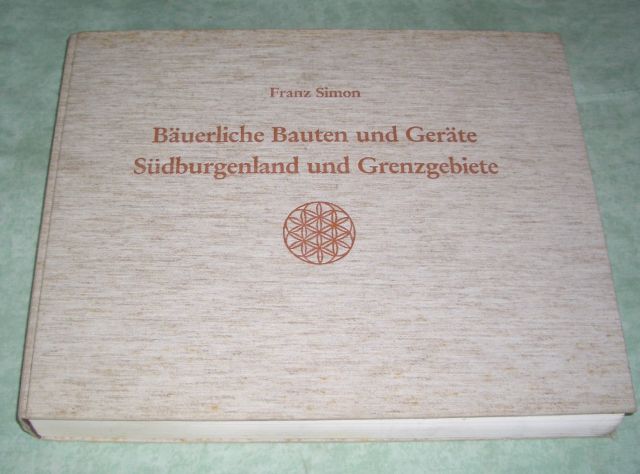 Franz Simon
Bäuerliche Bauten und Geräte
Südburgenland und Grenzgebiete